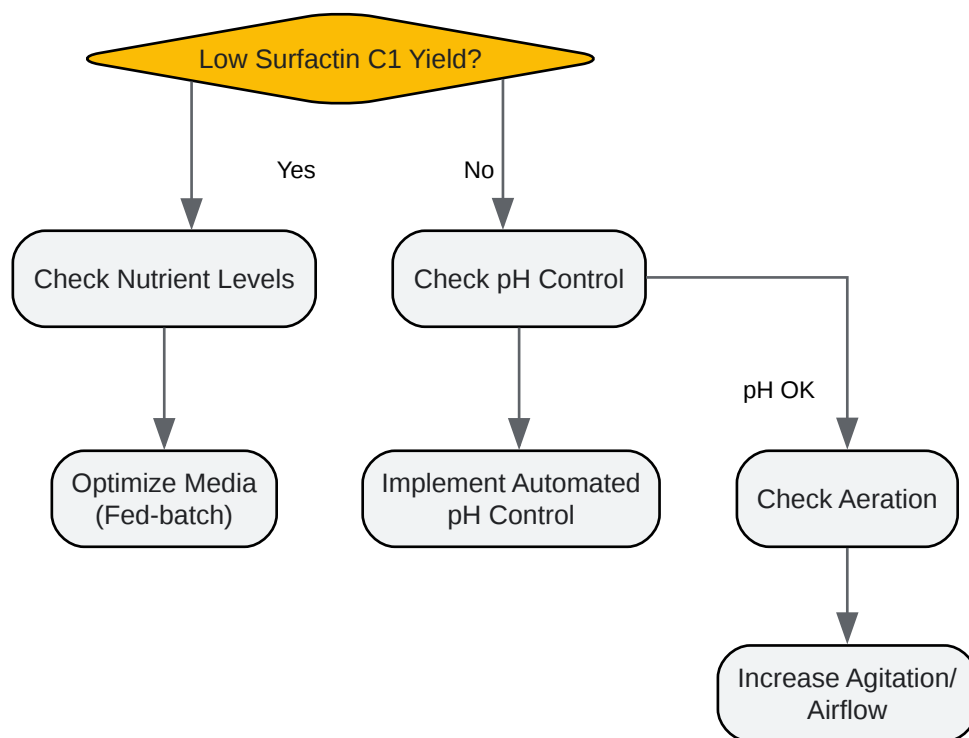 Low Surfactin C1 Yield?
Yes
No
Check Nutrient Levels
Check pH Control
pH OK
Optimize Media
(Fed-batch)
Implement Automated
pH Control
Check Aeration
Increase Agitation/
Airflow